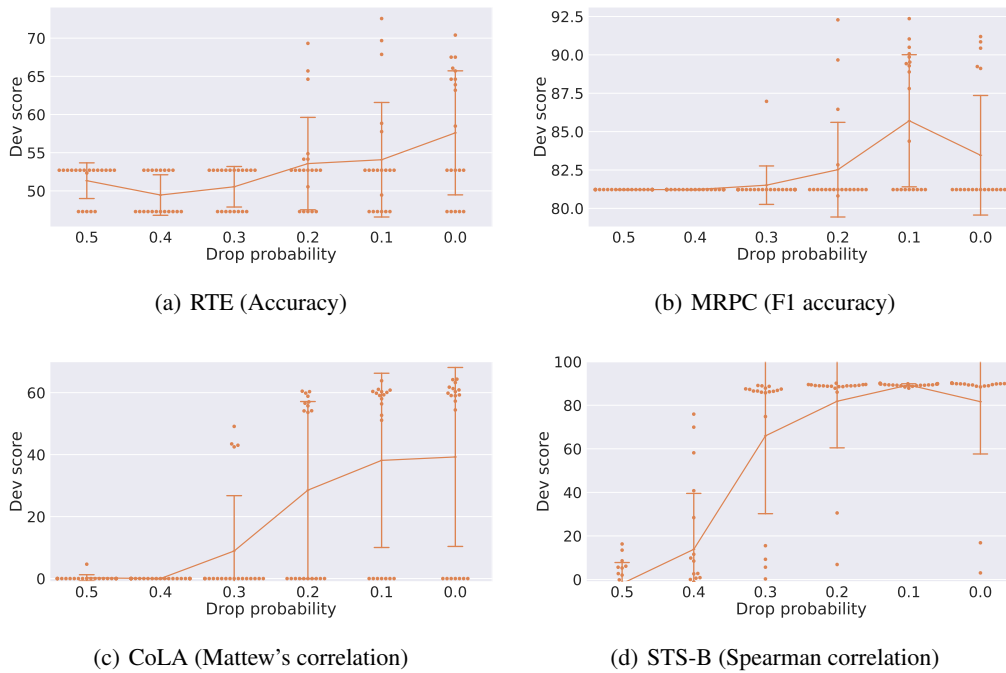 70
65
60
55
50
Dev score
0.5 0.4 0.3 0.2 0.1 0.0
Drop probability
(a) RTE (Accuracy)
92.5
90.0
87.5
85.0
82.5
80.0
Dev score
0.5 0.4 0.3 0.2 0.1 0.0
Drop probability
(b) MRPC (F1 accuracy)
60
40
20
0
Dev score
0.5 0.4 0.3 0.2 0.1 0.0
Drop probability
(c) CoLA (Mattew's correlation)
100
80
60
40
20
0
Dev score
0.5 0.4 0.3 0.2 0.1 0.0
Drop probability
(d) STS-B (Spearman correlation)